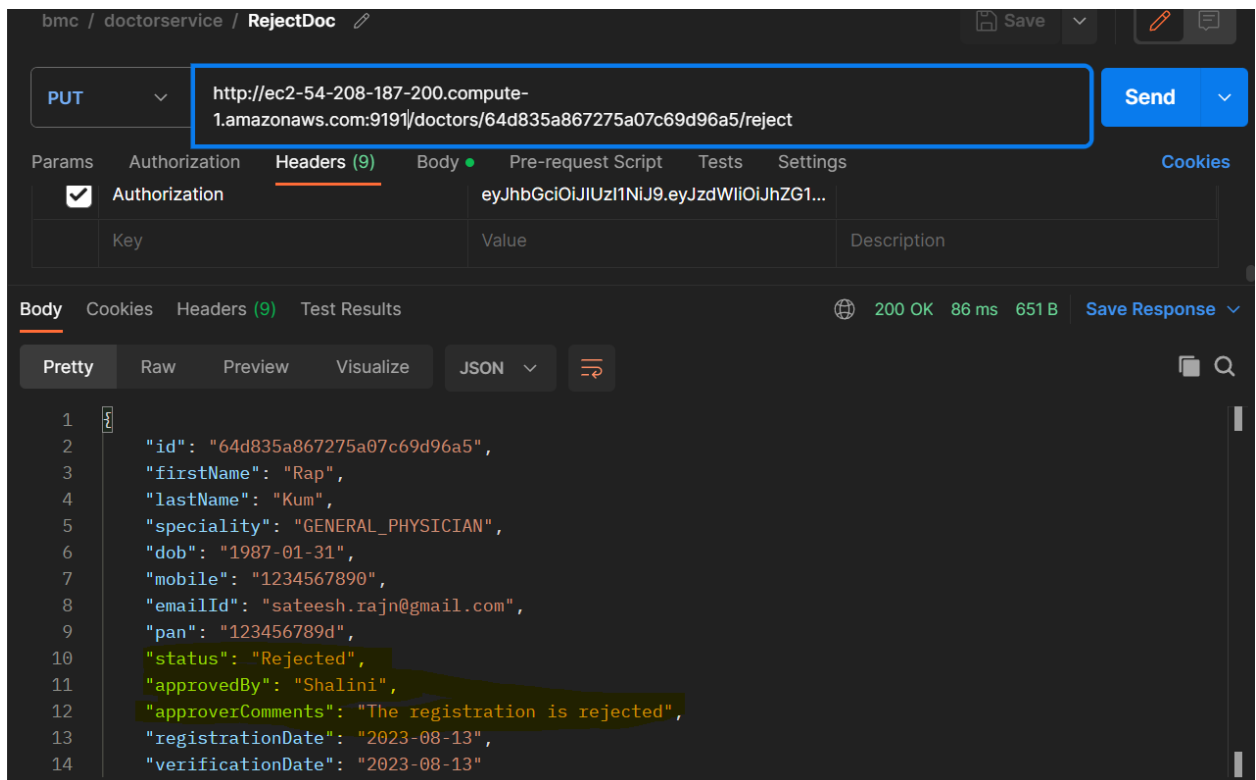 bmc / doctorservice / RejectDoc
Save
PUT
http://ec2-54-208-187-200.compute-
1.amazonaws.com:9191/doctors/64d835a867275a07c69d96a5/reject
Send
Params Authorization Headers (9) Body Pre-request Script Tests Settings Cookies
Authorization eyJhbGciOiJIUzI1NiJ9.eyJzdWIiOiJhZG1...
Key Value Description
Body Cookies Headers (9) Test Results 200 OK 86 ms 651 B Save Response
Pretty Raw Preview Visualize JSON
1 {
2 "id": "64d835a867275a07c69d96a5",
3 "firstName": "Rap",
4 "lastName": "Kum",
5 "speciality": "GENERAL_PHYSICIAN",
6 "dob": "1987-01-31",
7 "mobile": "1234567890",
8 "emailId": "sateesh.rajn@gmail.com",
9 "pan": "123456789d",
10 "status": "Rejected",
11 "approvedBy": "Shalini",
12 "approverComments": "The registration is rejected",
13 "registrationDate": "2023-08-13",
14 "verificationDate": "2023-08-13"